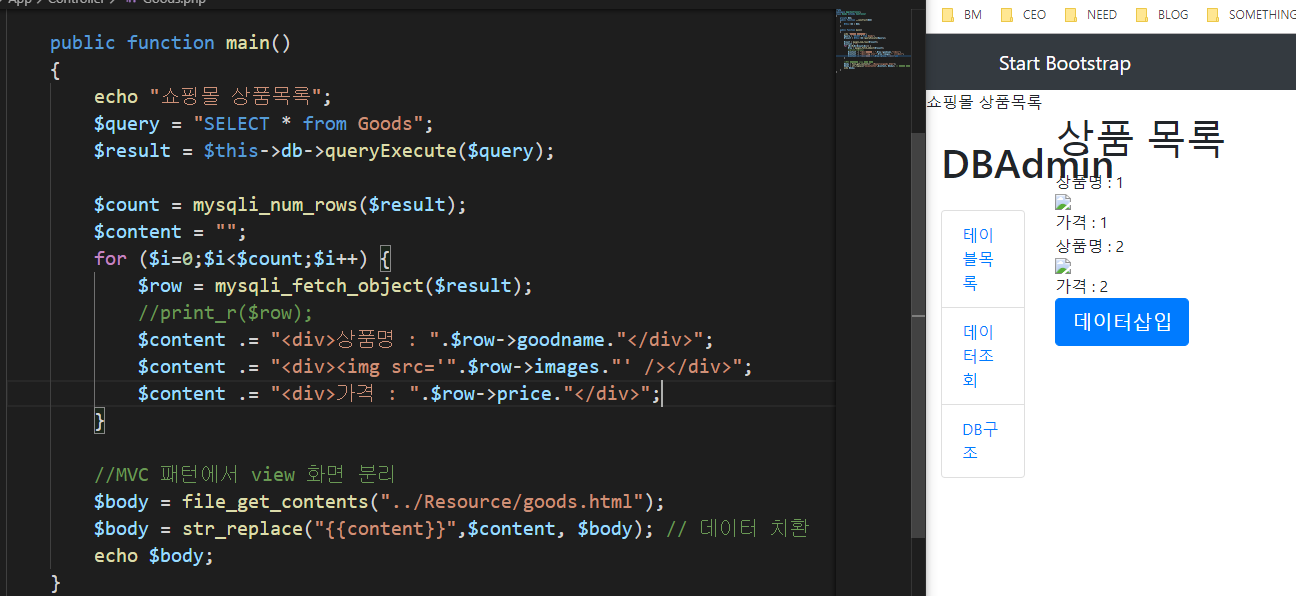 App > Controller > Goods.php
public function main()
{
echo "쇼핑몰 상품목록";
$query = "SELECT * from Goods";
$result = $this->db->queryExecute($query);
$count = mysqli_num_rows($result);
$content = "";
for ($i=0;$i<$count;$i++) {
$row = mysqli_fetch_object($result);
//print_r($row);
$content .= "<div>상품명 : ".$row->goodname."</div>";
$content .= "<div><img src='".$row->images."' /></div>";
$content .= "<div>가격 : ".$row->price."</div>";
}
//MVC 패턴에서 view 화면 분리
$body = file_get_contents("../Resource/goods.html");
$body = str_replace("{{content}}",$content, $body); // 데이터 치환
echo $body;
}
BM CEO NEED BLOG SOMETHING
Start Bootstrap
쇼핑몰 상품목록
DBAdmin
테이
블목
록
데이
터조
회
DB구
조
상품 목록
상품명 : 1
가격 : 1
상품명 : 2
가격 : 2
데이터삽입